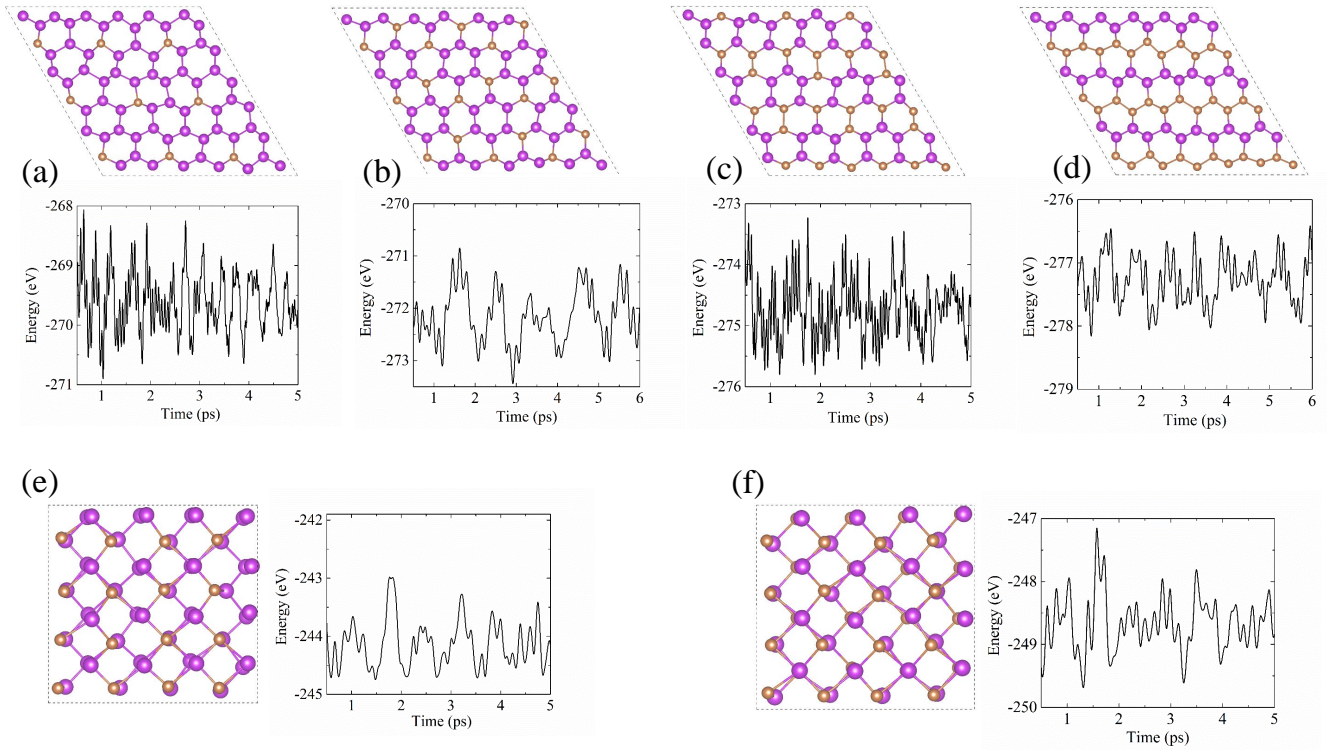 (a)
-268
-269
-270
-271
Energy (eV)
1 2 3 4 5
Time (ps)
(b)
-270
-271
-272
-273
Energy (eV)
1 2 3 4 5 6
Time (ps)
(c)
-273
-274
-275
-276
Energy (eV)
1 2 3 4 5
Time (ps)
(d)
-276
-277
-278
-279
Energy (eV)
1 2 3 4 5 6
Time (ps)
(e)
-242
-243
-244
-245
Energy (eV)
1 2 3 4 5
Time (ps)
(f)
-247
-248
-249
-250
Energy (eV)
1 2 3 4 5
Time (ps)